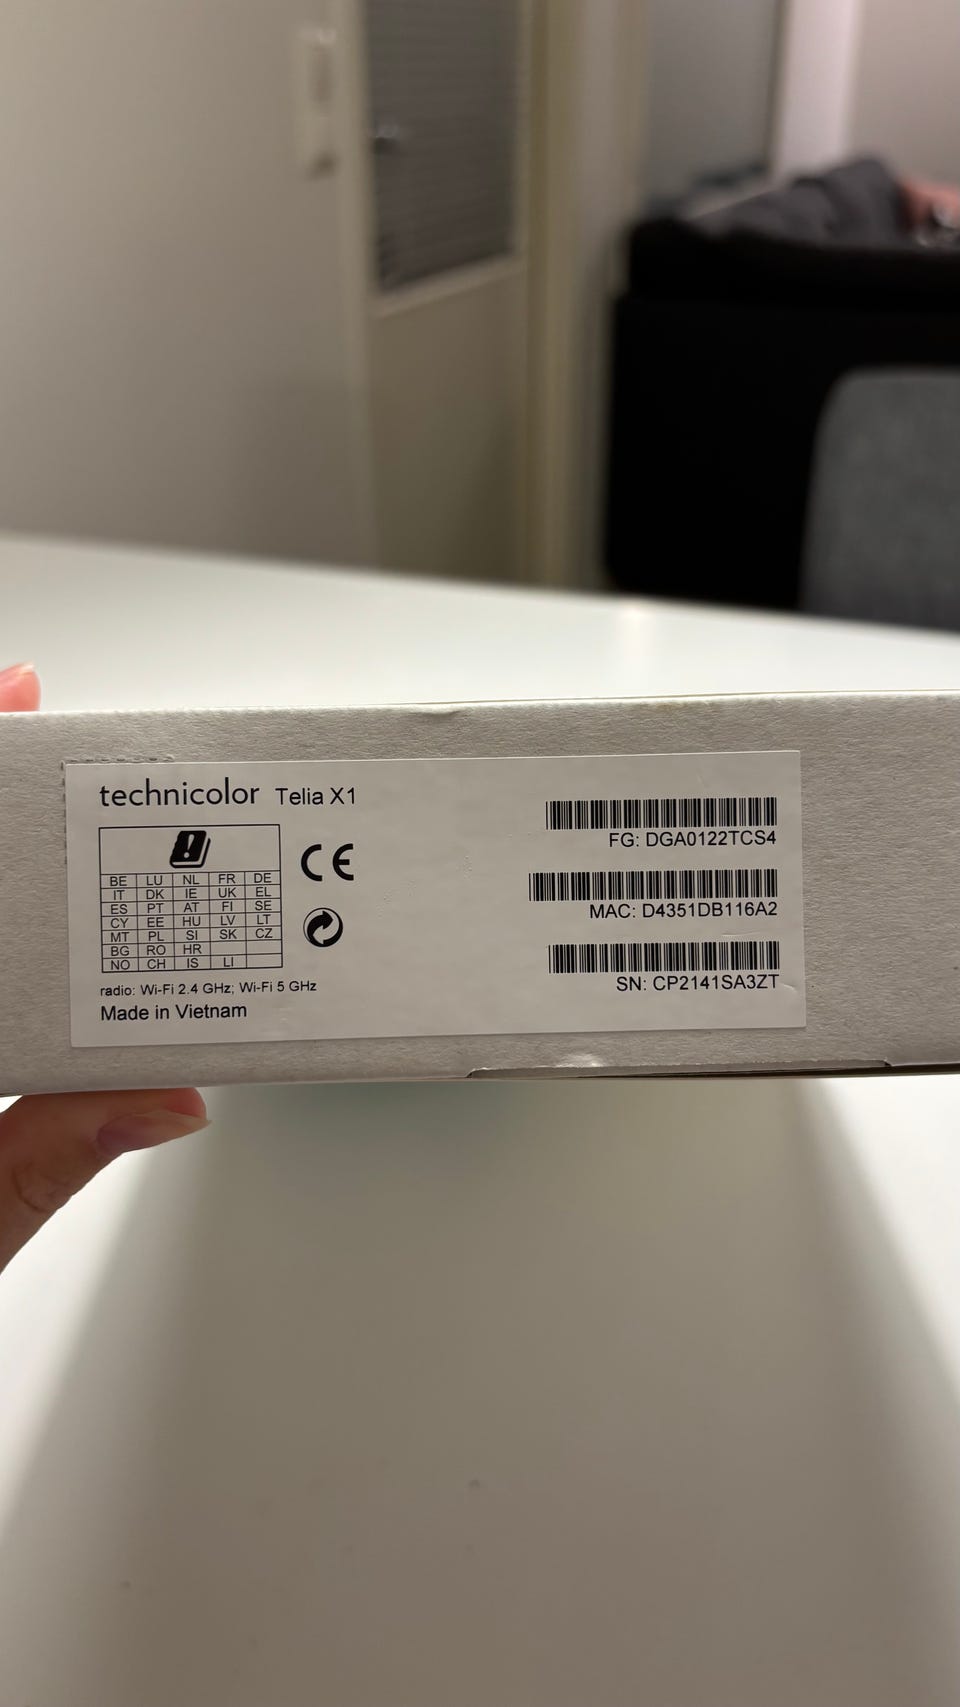 technicolor Telia X1
BE LU NL FR DE
IT DK IE UK EL
ES PT AT FI SE
CY EE HU LV LT
MT PL SI SK CZ
BG RO HR
NO CH IS LI
CE
radio: Wi-Fi 2.4 GHz; Wi-Fi 5 GHz
Made in Vietnam
FG: DGA0122TCS4
MAC: D4351DB116A2
SN: CP2141SA3ZT